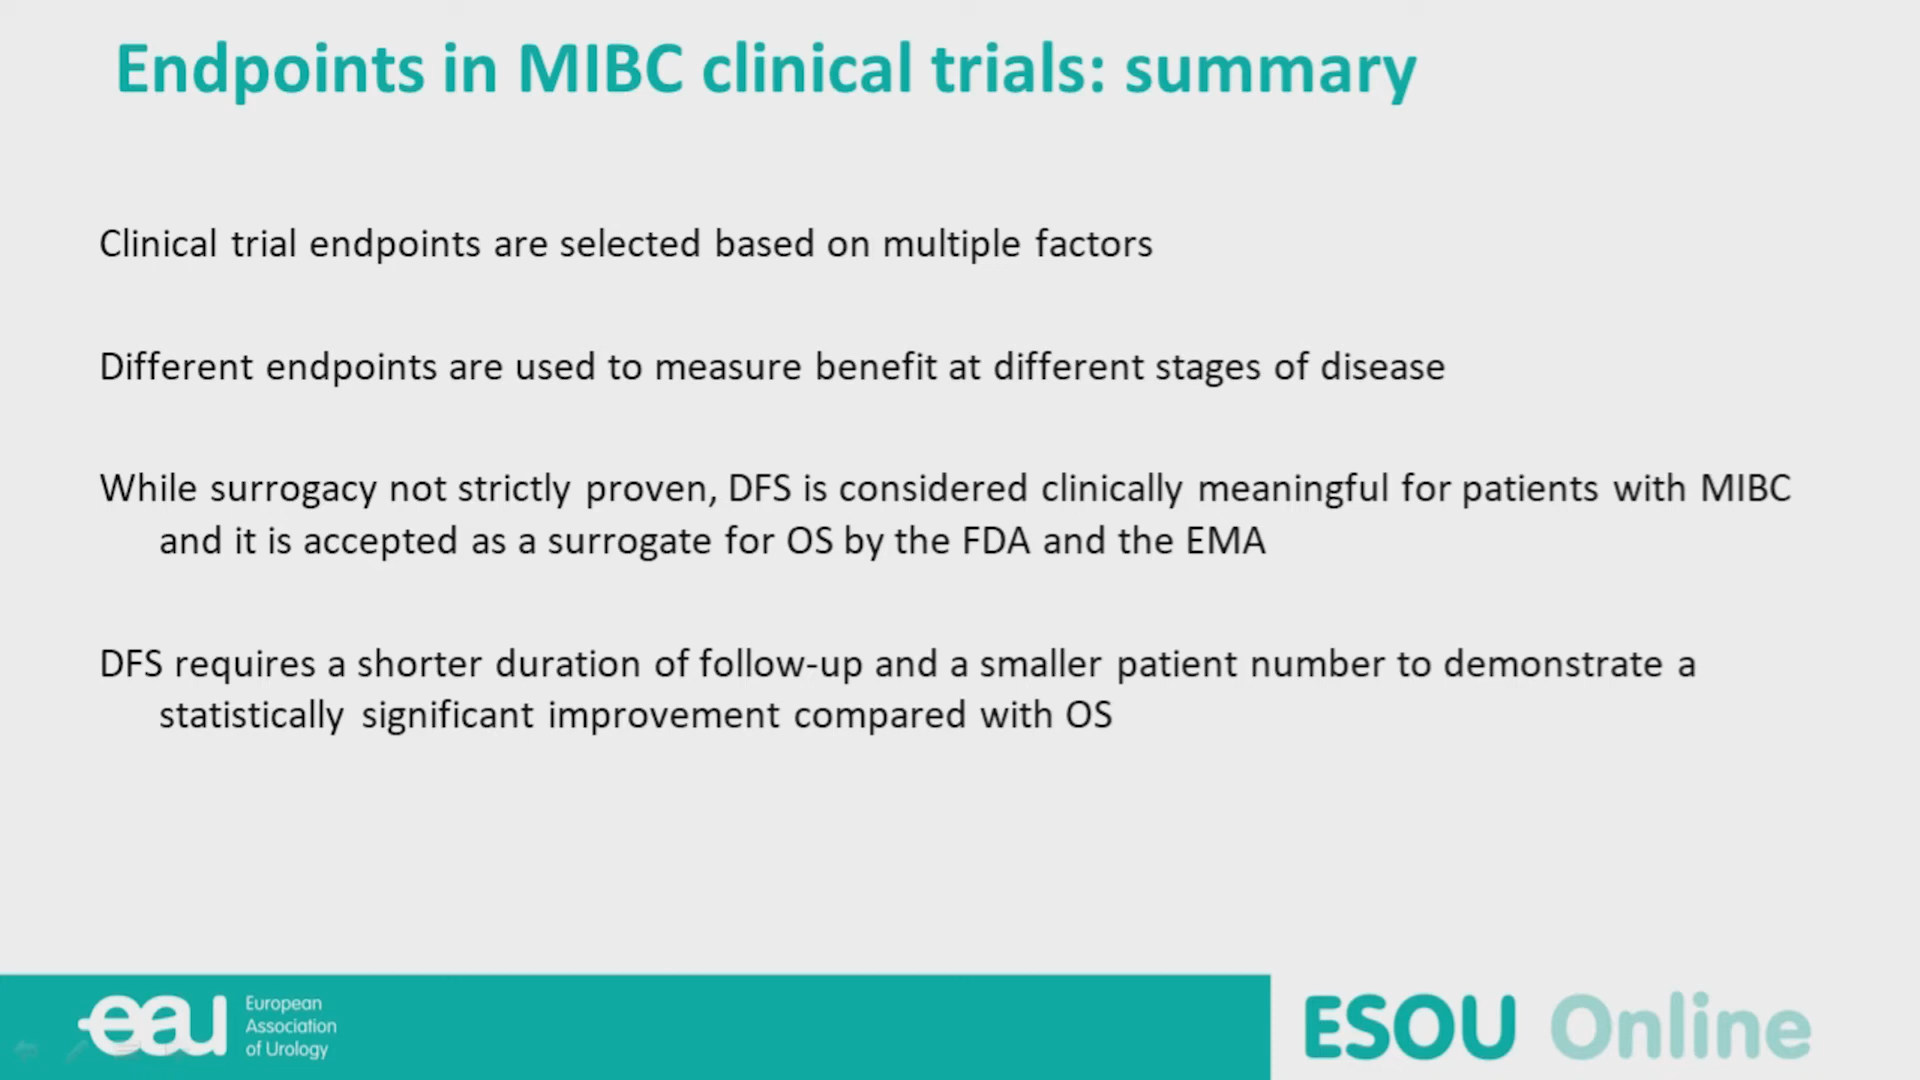 Endpoints in MIBC clinical trials: summary
Clinical trial endpoints are selected based on multiple factors
Different endpoints are used to measure benefit at different stages of disease
While surrogacy not strictly proven, DFS is considered clinically meaningful for patients with MIBC
and it is accepted as a surrogate for OS by the FDA and the EMA
DFS requires a shorter duration of follow-up and a smaller patient number to demonstrate a
statistically significant improvement compared with OS
eau
European
Association
of Urology
ESOU Online